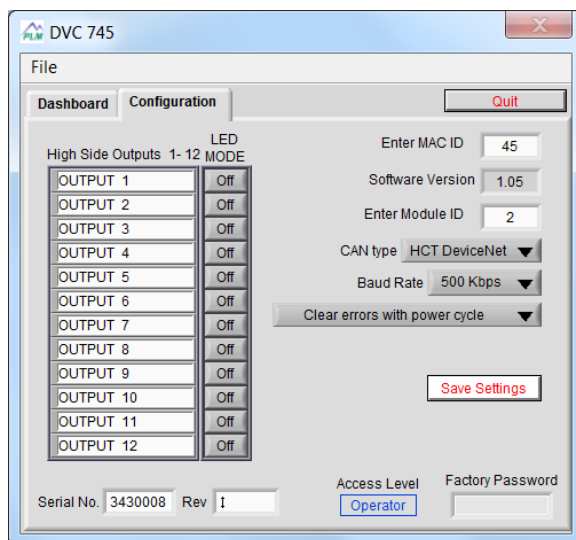 PLM DVC 745
File
Dashboard Configuration Quit
High Side Outputs 1- 12
LED MODE
OUTPUT 1 Off
OUTPUT 2 Off
OUTPUT 3 Off
OUTPUT 4 Off
OUTPUT 5 Off
OUTPUT 6 Off
OUTPUT 7 Off
OUTPUT 8 Off
OUTPUT 9 Off
OUTPUT 10 Off
OUTPUT 11 Off
OUTPUT 12 Off
Enter MAC ID 45
Software Version 1.05
Enter Module ID 2
CAN type HCT DeviceNet
Baud Rate 500 Kbps
Clear errors with power cycle
Save Settings
Serial No. 3430008 Rev
Access Level
Operator
Factory Password